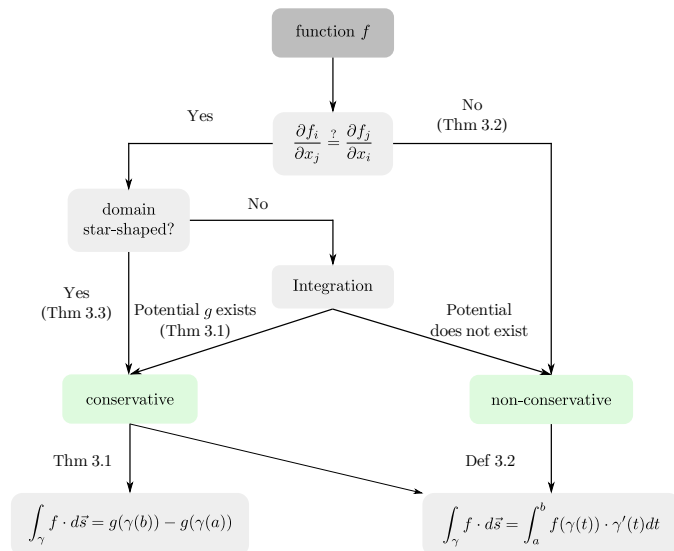 function f
Yes
No
(Thm 3.2)
∂f_i/∂x_j ≟ ∂f_j/∂x_i
domain
star-shaped?
No
Integration
Yes
(Thm 3.3)
Potential g exists
(Thm 3.1)
Potential
does not exist
conservative
non-conservative
Thm 3.1
Def 3.2
∫_γ f · ds⃗ = g(γ(b)) − g(γ(a))
∫_γ f · ds⃗ = ∫_a^b f(γ(t)) · γ′(t)dt